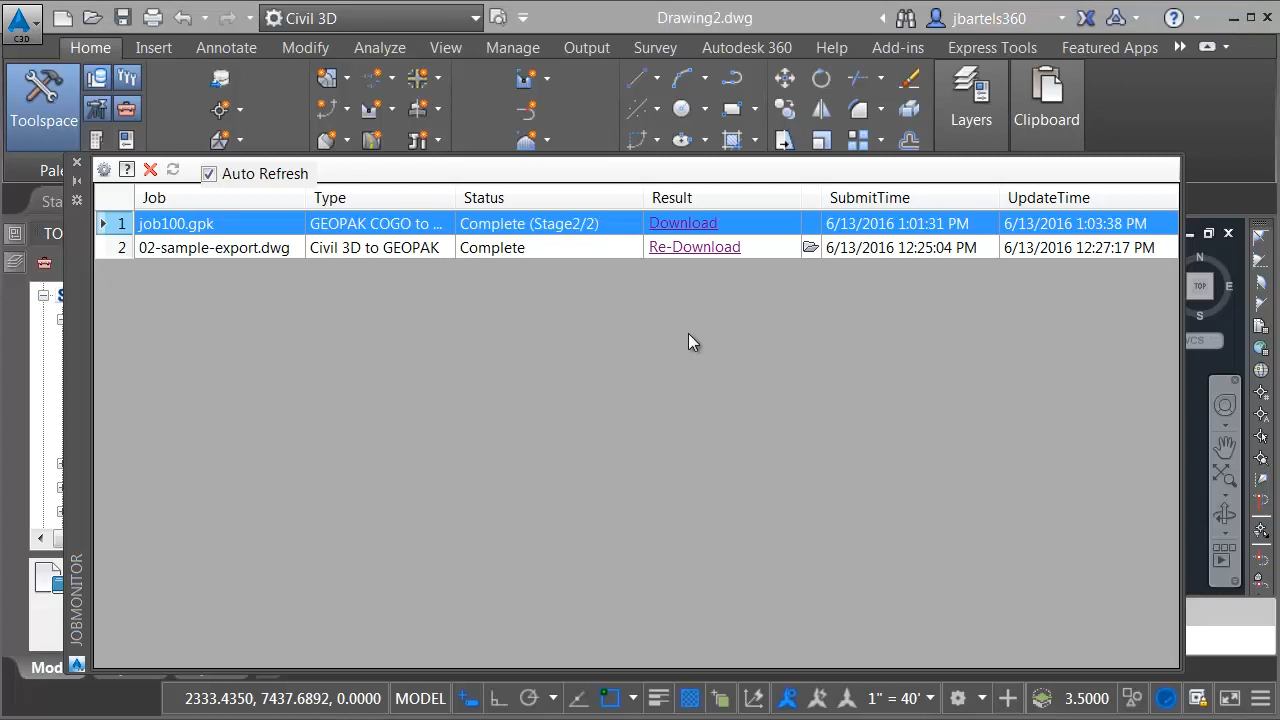 Civil 3D
Drawing2.dwg
jbartels360
C3D
Home Insert Annotate Modify Analyze View Manage Output Survey Autodesk 360 Help Add-ins Express Tools Featured Apps
Toolspace
Layers
Clipboard
Pale
Auto Refresh
Job Type Status Result SubmitTime UpdateTime
1 job100.gpk GEOPAK COGO to ... Complete (Stage2/2) Download 6/13/2016 1:01:31 PM 6/13/2016 1:03:38 PM
2 02-sample-export.dwg Civil 3D to GEOPAK Complete Re-Download 6/13/2016 12:25:04 PM 6/13/2016 12:27:17 PM
Sta
TO
N
TOP
E
S
JOBMONITOR
Mod
2333.4350, 7437.6892, 0.0000 MODEL 1" = 40' 3.5000